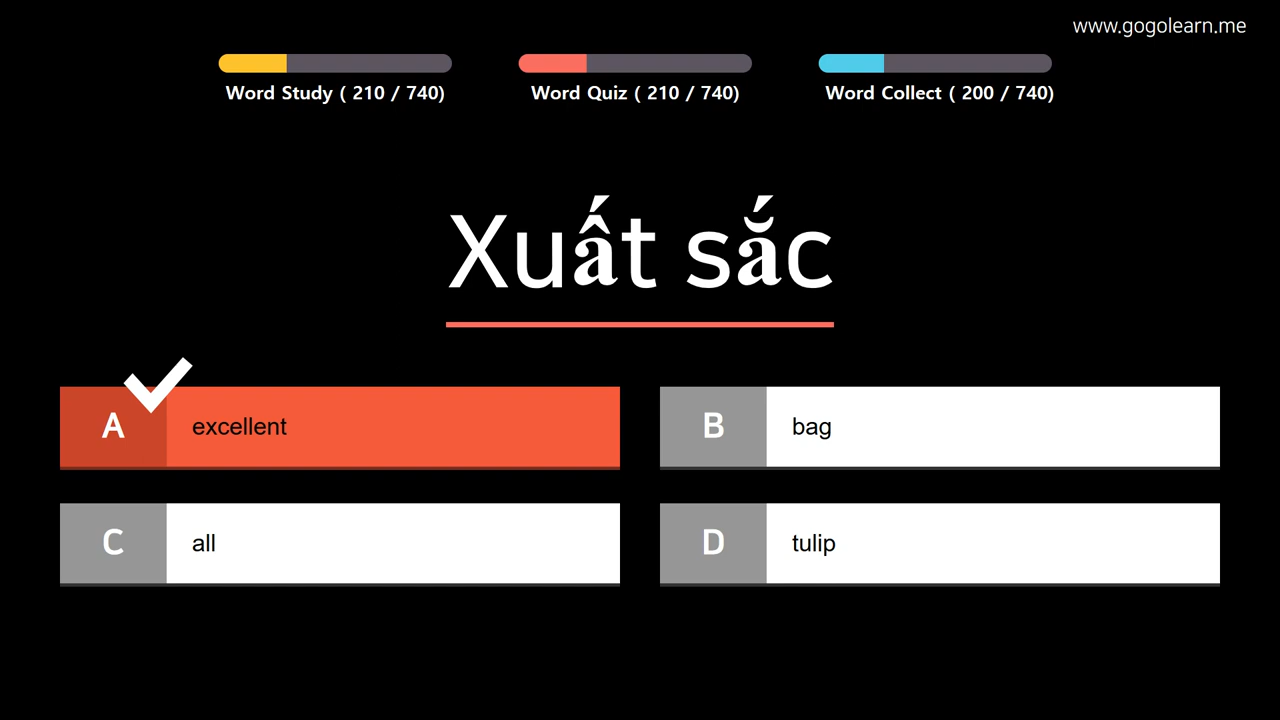 www.gogolearn.me
Word Study ( 210 / 740)
Word Quiz ( 210 / 740)
Word Collect ( 200 / 740)
Xuất sắc
A excellent
B bag
C all
D tulip